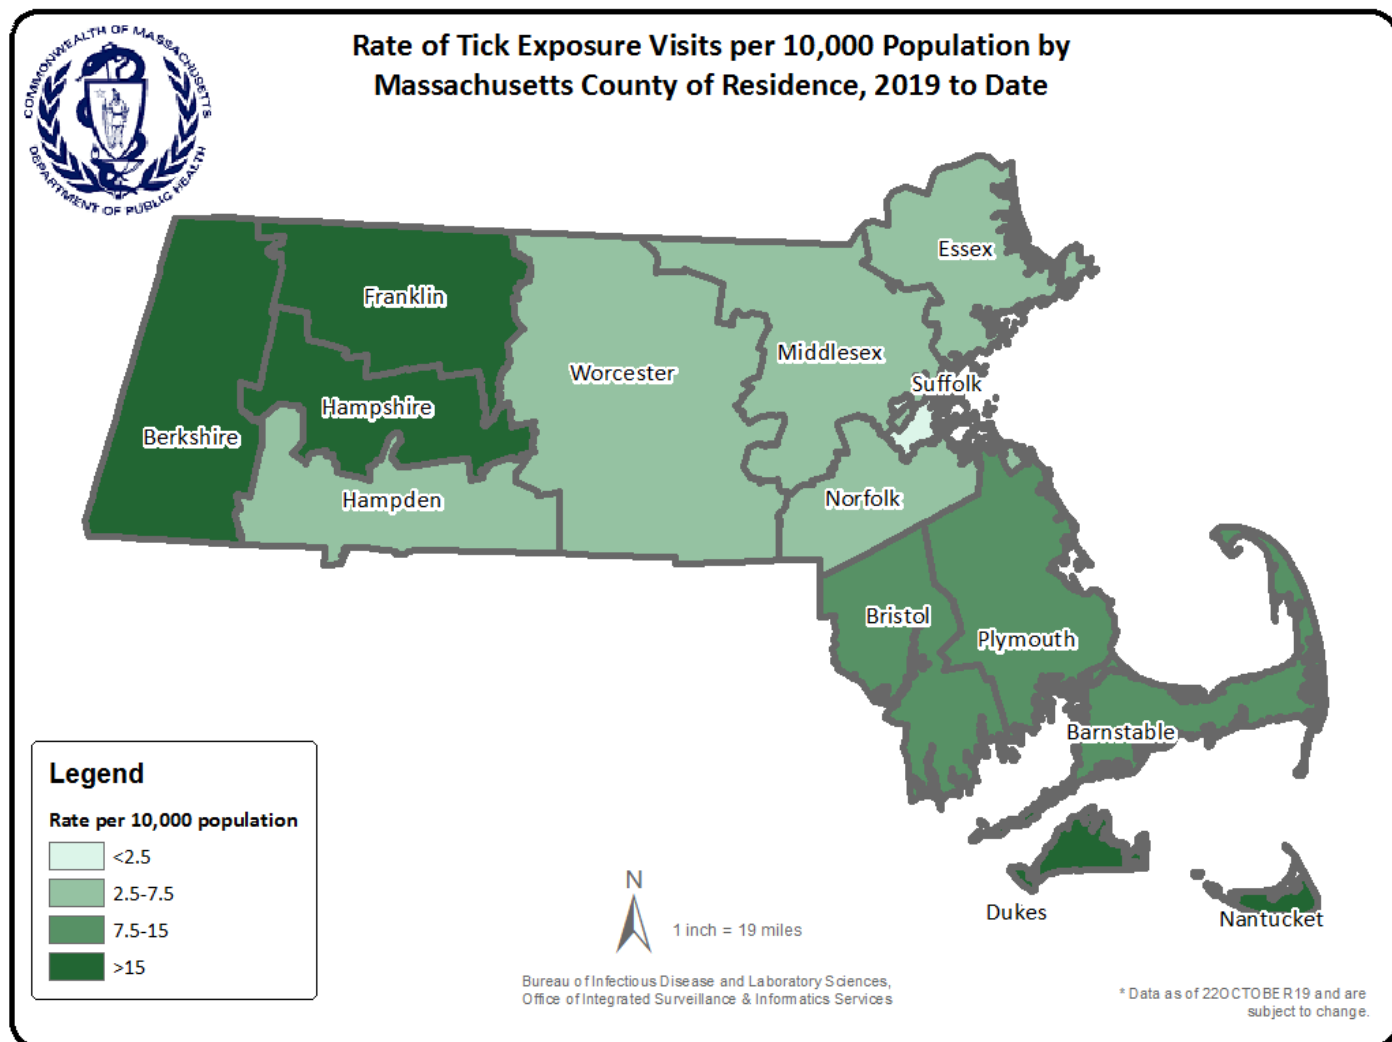 COMMONWEALTH OF MASSACHUSETTS
DEPARTMENT OF PUBLIC HEALTH
Rate of Tick Exposure Visits per 10,000 Population by
Massachusetts County of Residence, 2019 to Date
Essex
Franklin
Middlesex
Worcester
Suffolk
Hampshire
Berkshire
Hampden
Norfolk
Bristol
Plymouth
Barnstable
Dukes
Nantucket
Legend
Rate per 10,000 population
<2.5
2.5-7.5
7.5-15
>15
N
1 inch = 19 miles
Bureau of Infectious Disease and Laboratory Sciences,
Office of Integrated Surveillance & Informatics Services
* Data as of 22OCTOBER19 and are
subject to change.